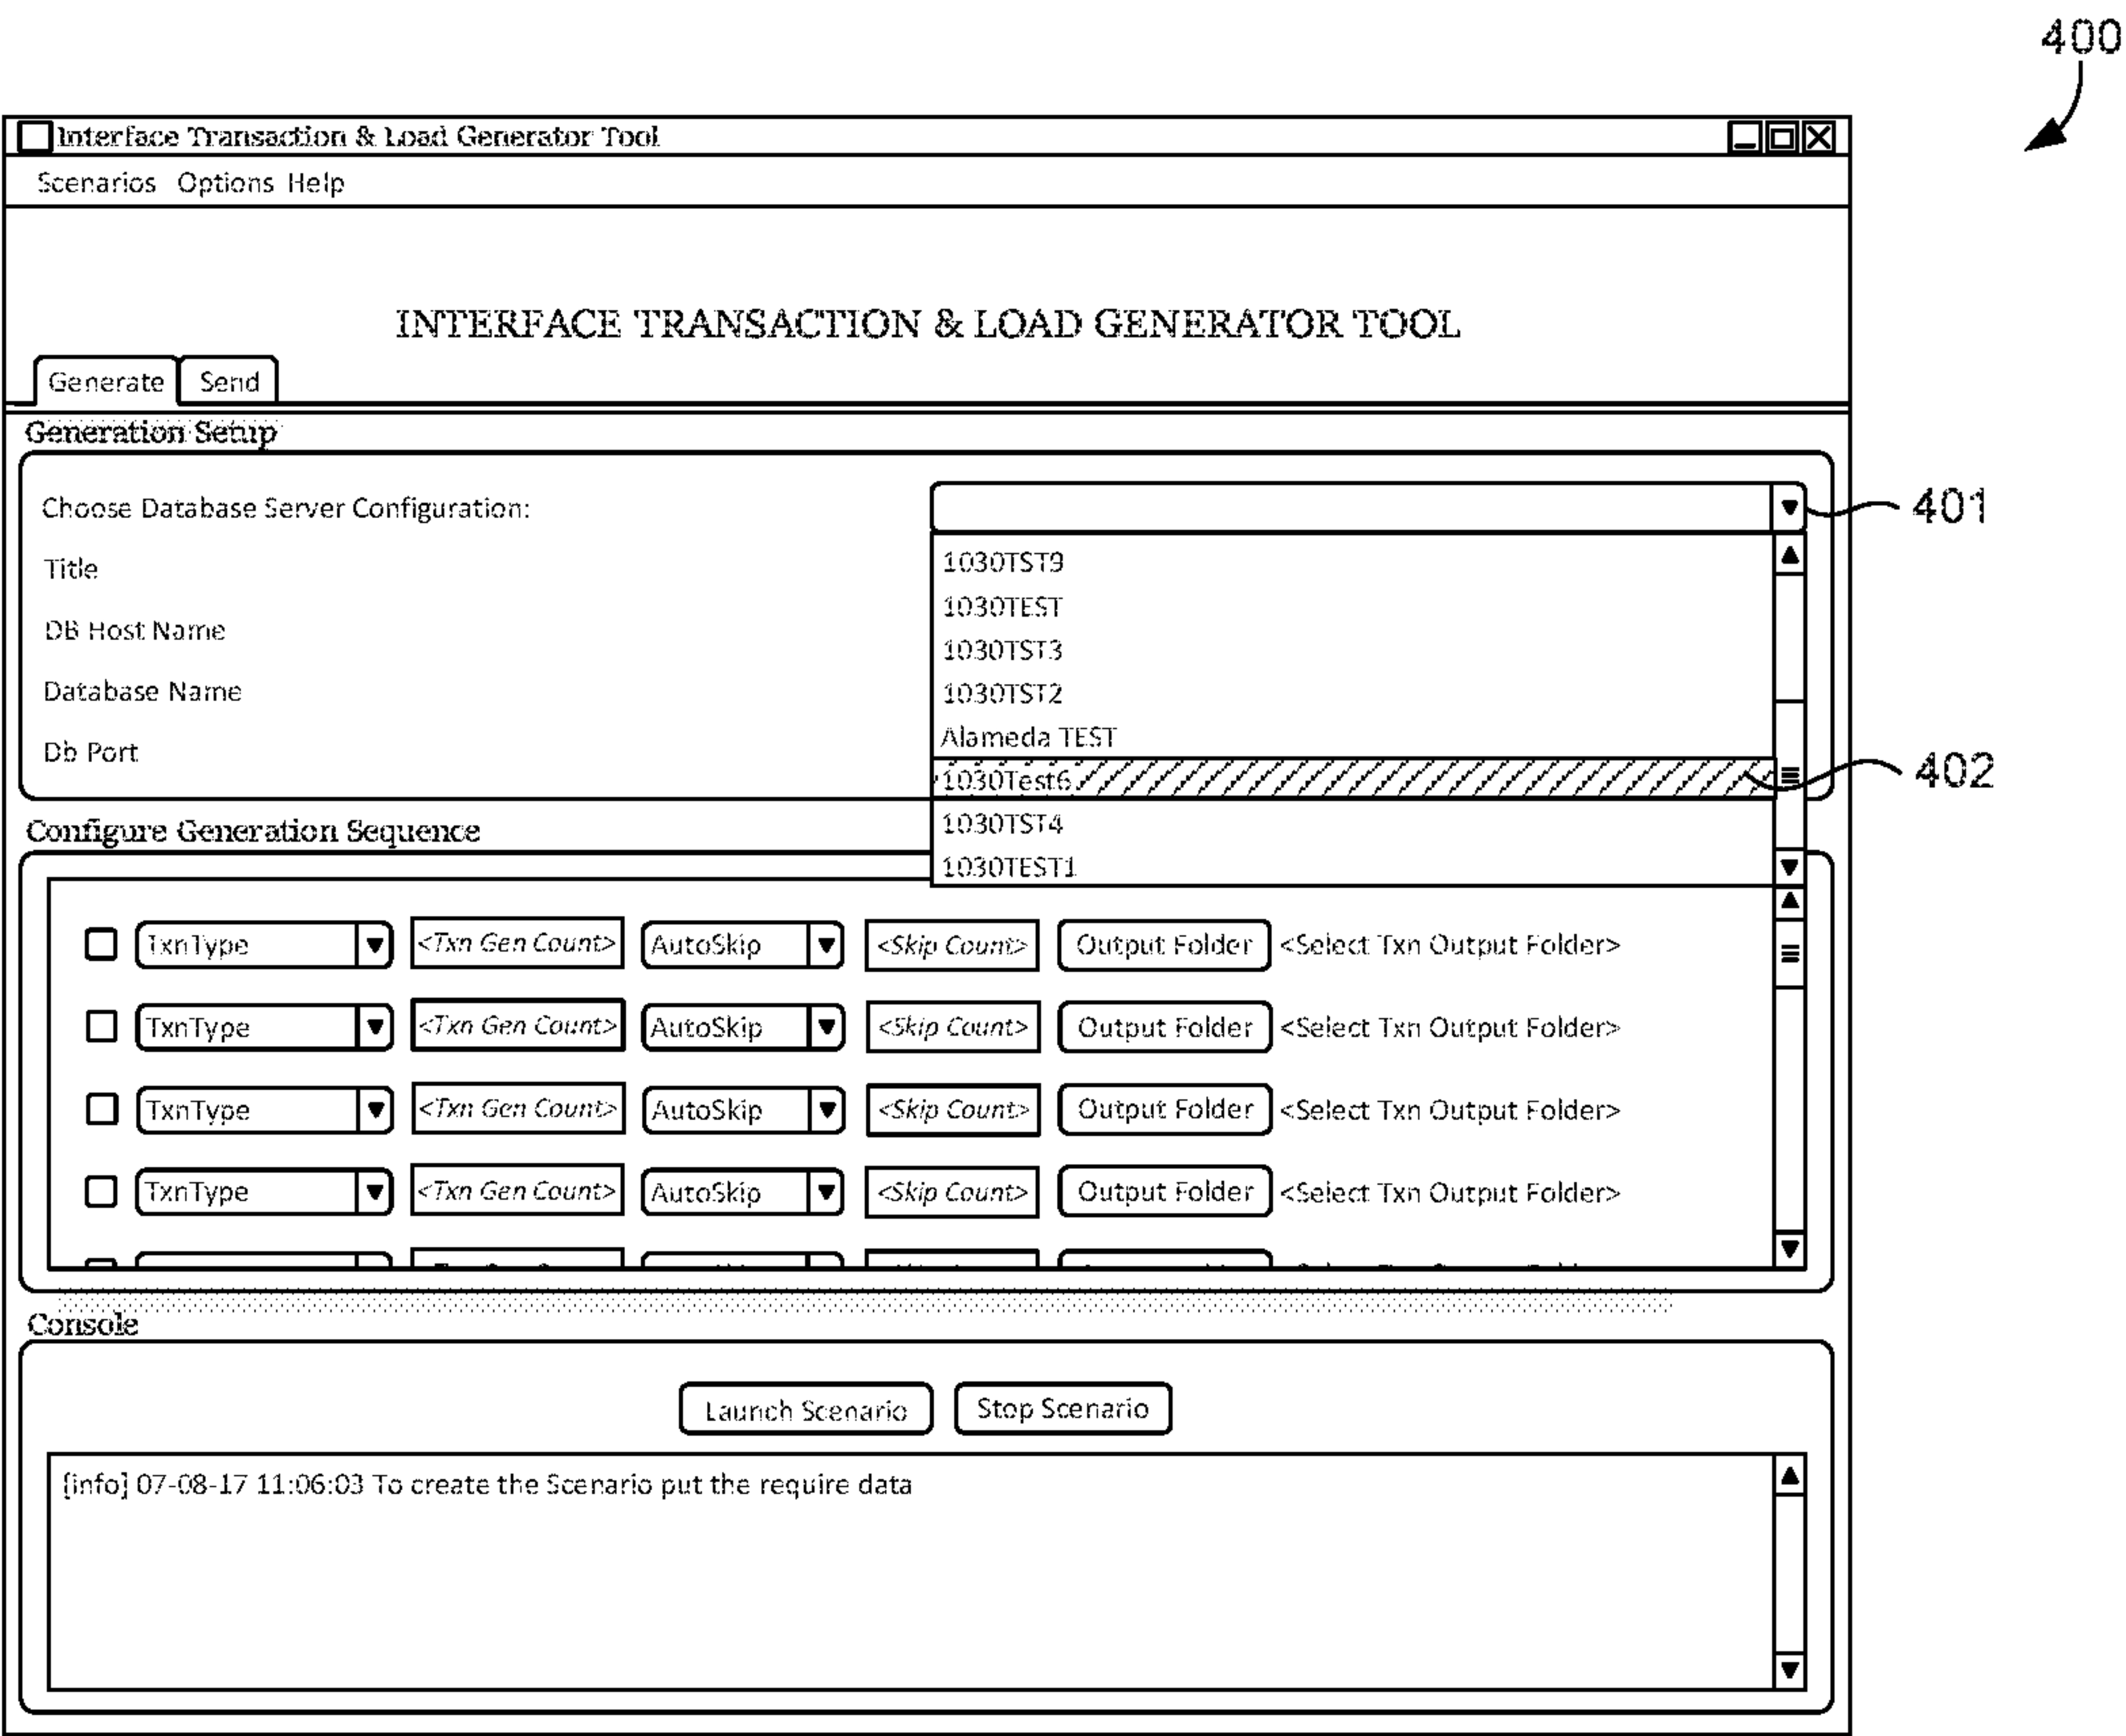 400
Interface Transaction & Load Generator Tool
Scenarios Options Help
INTERFACE TRANSACTION & LOAD GENERATOR TOOL
Generate Send
Generation Setup
Choose Database Server Configuration:
401
Title
1030TST9
1030TEST
DB Host Name
1030TST3
Database Name
1030TST2
Alameda TEST
Db Port
1030Test6
402
1030TST4
Configure Generation Sequence
1030TEST1
TxnType <Txn Gen Count> AutoSkip <Skip Count> Output Folder <Select Txn Output Folder>
TxnType <Txn Gen Count> AutoSkip <Skip Count> Output Folder <Select Txn Output Folder>
TxnType <Txn Gen Count> AutoSkip <Skip Count> Output Folder <Select Txn Output Folder>
TxnType <Txn Gen Count> AutoSkip <Skip Count> Output Folder <Select Txn Output Folder>
Console
Launch Scenario Stop Scenario
[info] 07-08-17 11:06:03 To create the Scenario put the require data